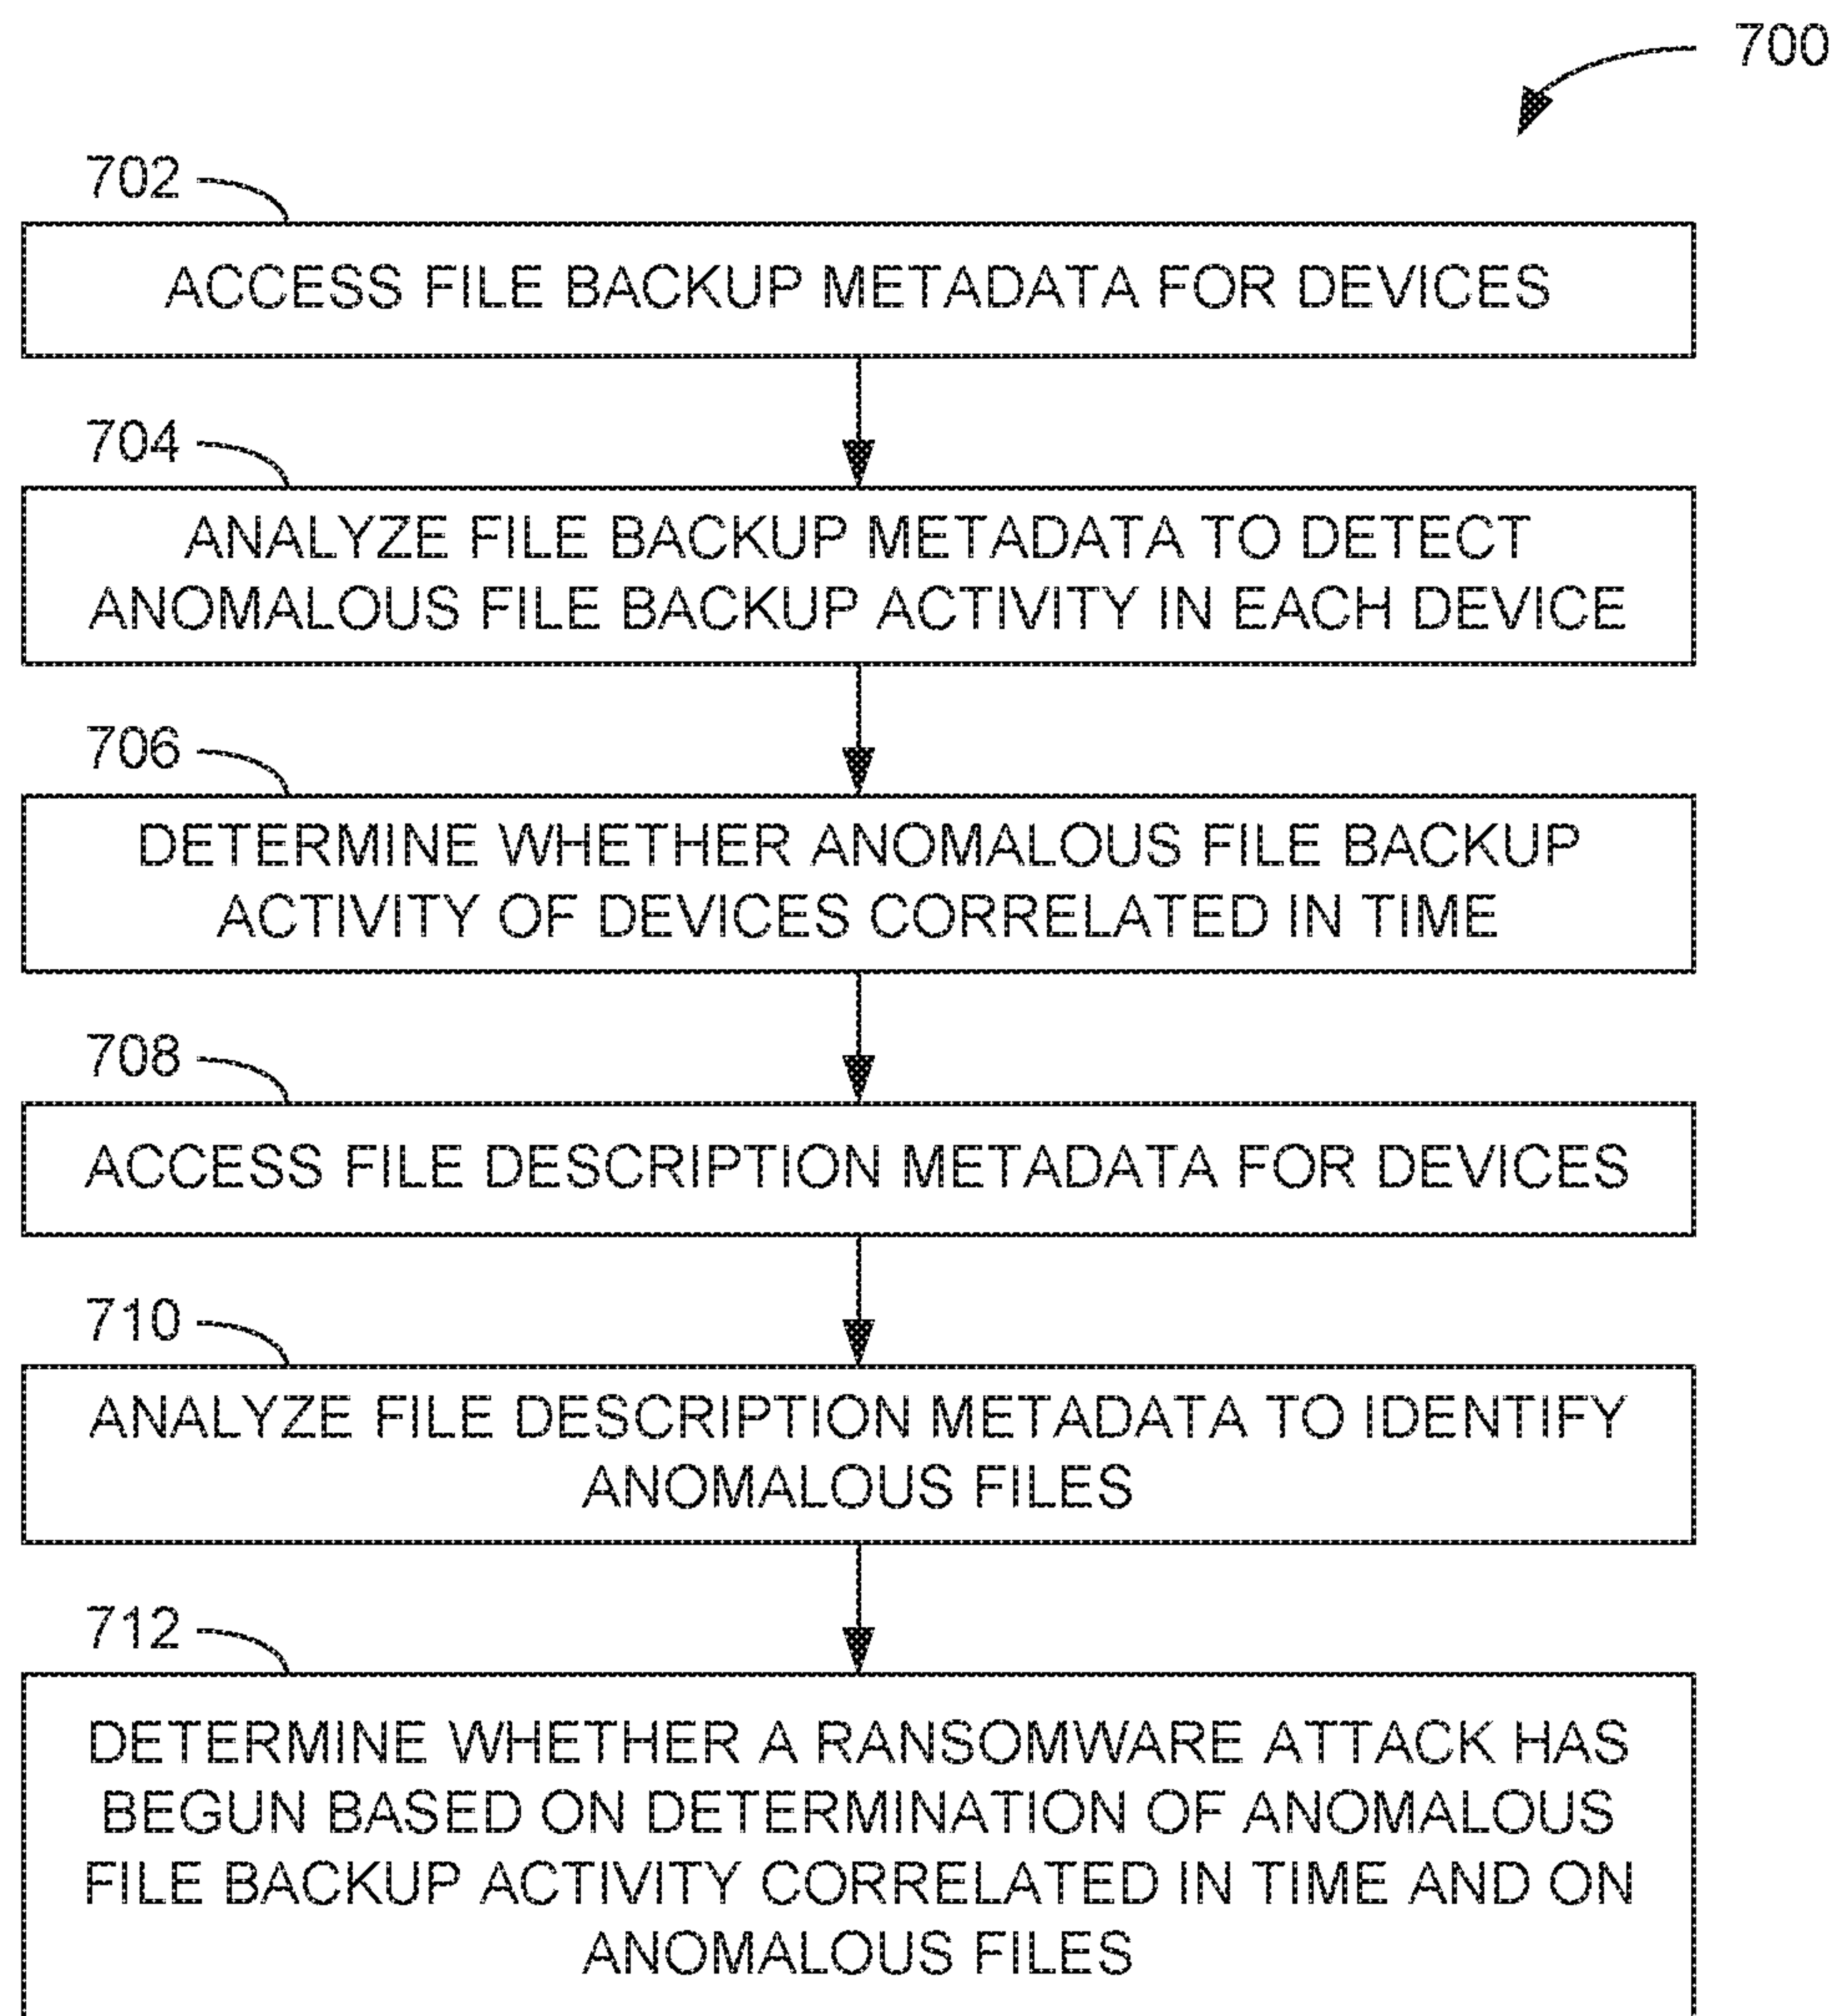 700
702
ACCESS FILE BACKUP METADATA FOR DEVICES
704
ANALYZE FILE BACKUP METADATA TO DETECT
ANOMALOUS FILE BACKUP ACTIVITY IN EACH DEVICE
706
DETERMINE WHETHER ANOMALOUS FILE BACKUP
ACTIVITY OF DEVICES CORRELATED IN TIME
708
ACCESS FILE DESCRIPTION METADATA FOR DEVICES
710
ANALYZE FILE DESCRIPTION METADATA TO IDENTIFY
ANOMALOUS FILES
712
DETERMINE WHETHER A RANSOMWARE ATTACK HAS
BEGUN BASED ON DETERMINATION OF ANOMALOUS
FILE BACKUP ACTIVITY CORRELATED IN TIME AND ON
ANOMALOUS FILES